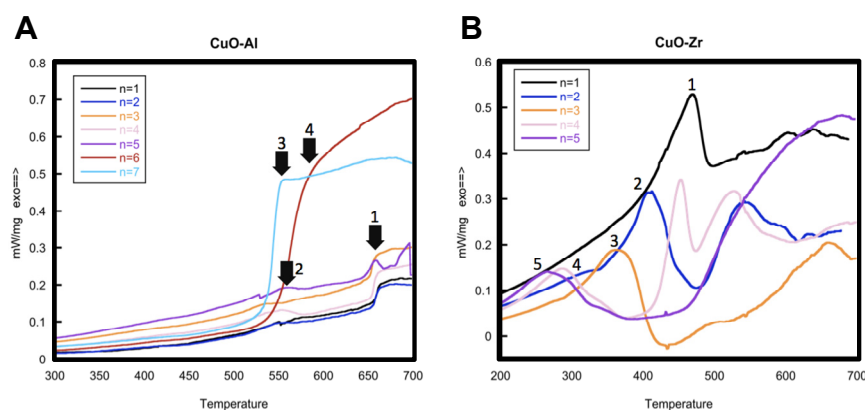 A
CuO-Al
0.8
0.7
0.6
0.5
0.4
0.3
0.2
0.1
0
mW/mg exo==>
n=1
n=2
n=3
n=4
n=5
n=6
n=7
3
4
1
2
300 350 400 450 500 550 600 650 700
Temperature
B
CuO-Zr
0.6
0.5
0.4
0.3
0.2
0.1
0
mW/mg exo==>
n=1
n=2
n=3
n=4
n=5
1
2
3
5
4
200 300 400 500 600 700
Temperature